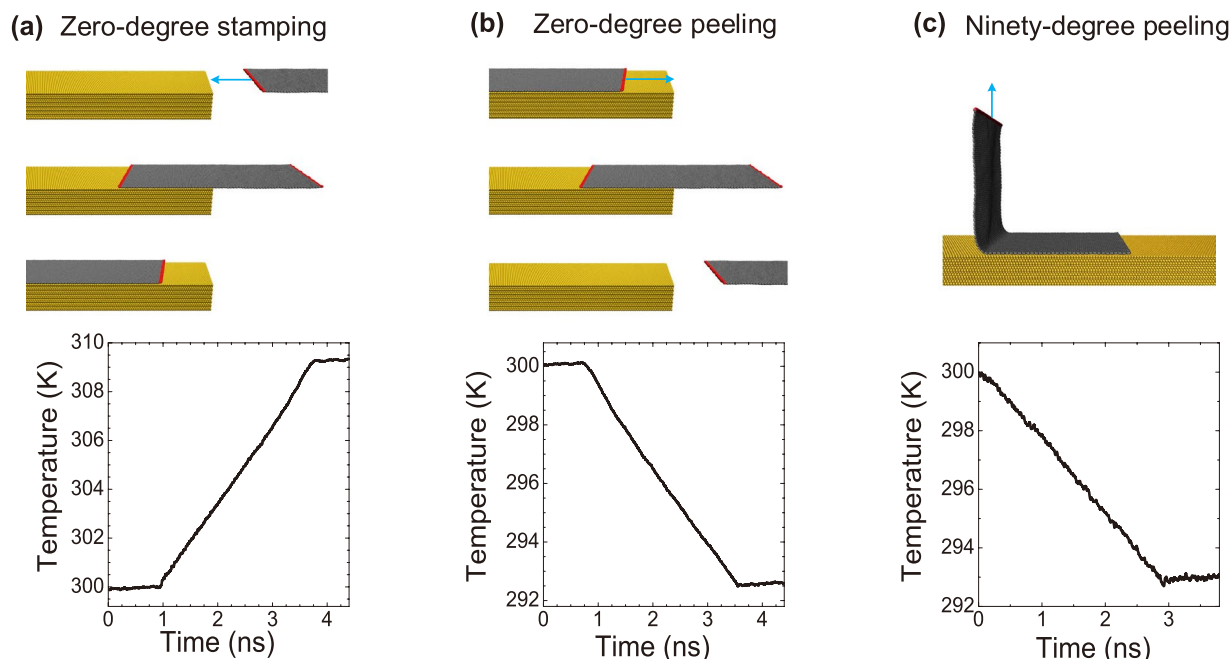 (a) Zero-degree stamping
(b) Zero-degree peeling
(c) Ninety-degree peeling
310
308
306
304
302
300
Temperature (K)
0 1 2 3 4
Time (ns)
300
298
296
294
292
Temperature (K)
0 1 2 3 4
Time (ns)
300
298
296
294
292
Temperature (K)
0 1 2 3
Time (ns)